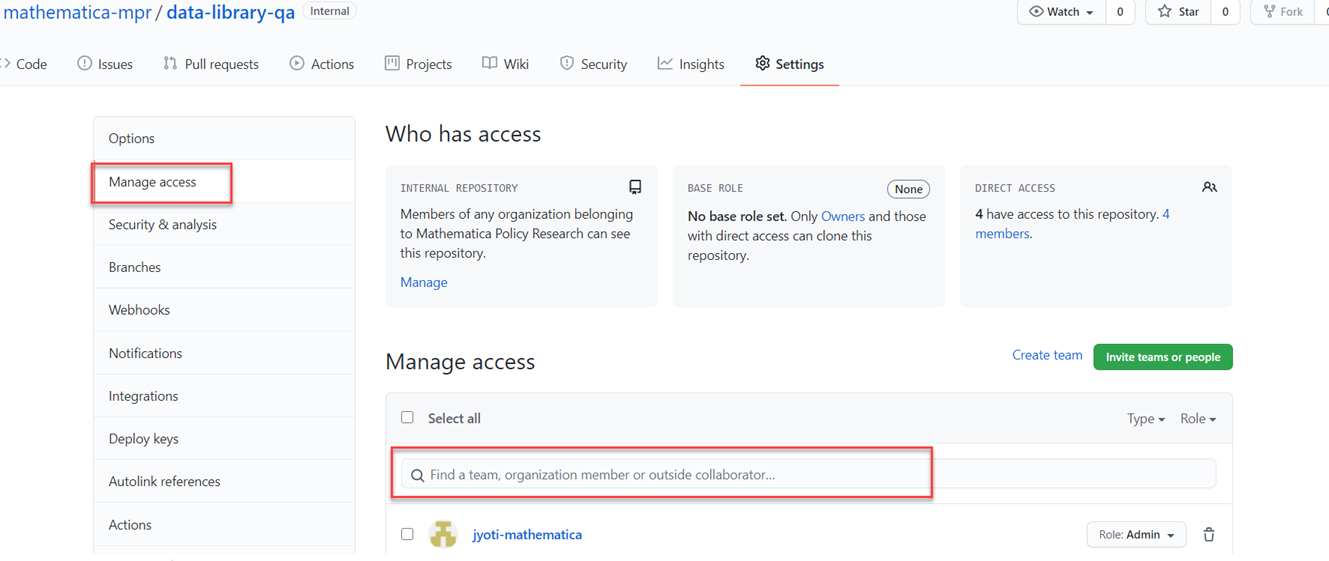 mathematica-mpr / data-library-qa Internal
Watch 0 Star 0 Fork
Code Issues Pull requests Actions Projects Wiki Security Insights Settings
Options
Manage access
Security & analysis
Branches
Webhooks
Notifications
Integrations
Deploy keys
Autolink references
Actions
Who has access
INTERNAL REPOSITORY
Members of any organization belonging
to Mathematica Policy Research can see
this repository.
Manage
BASE ROLE None
No base role set. Only Owners and those
with direct access can clone this
repository.
DIRECT ACCESS
4 have access to this repository. 4
members.
Manage access
Create team Invite teams or people
Select all Type Role
Find a team, organization member or outside collaborator...
jyoti-mathematica Role: Admin